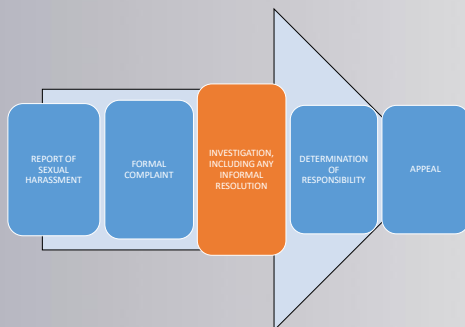 REPORT OF
SEXUAL
HARASSMENT
FORMAL
COMPLAINT
INVESTIGATION,
INCLUDING ANY
INFORMAL
RESOLUTION
DETERMINATION
OF
RESPONSIBILITY
APPEAL